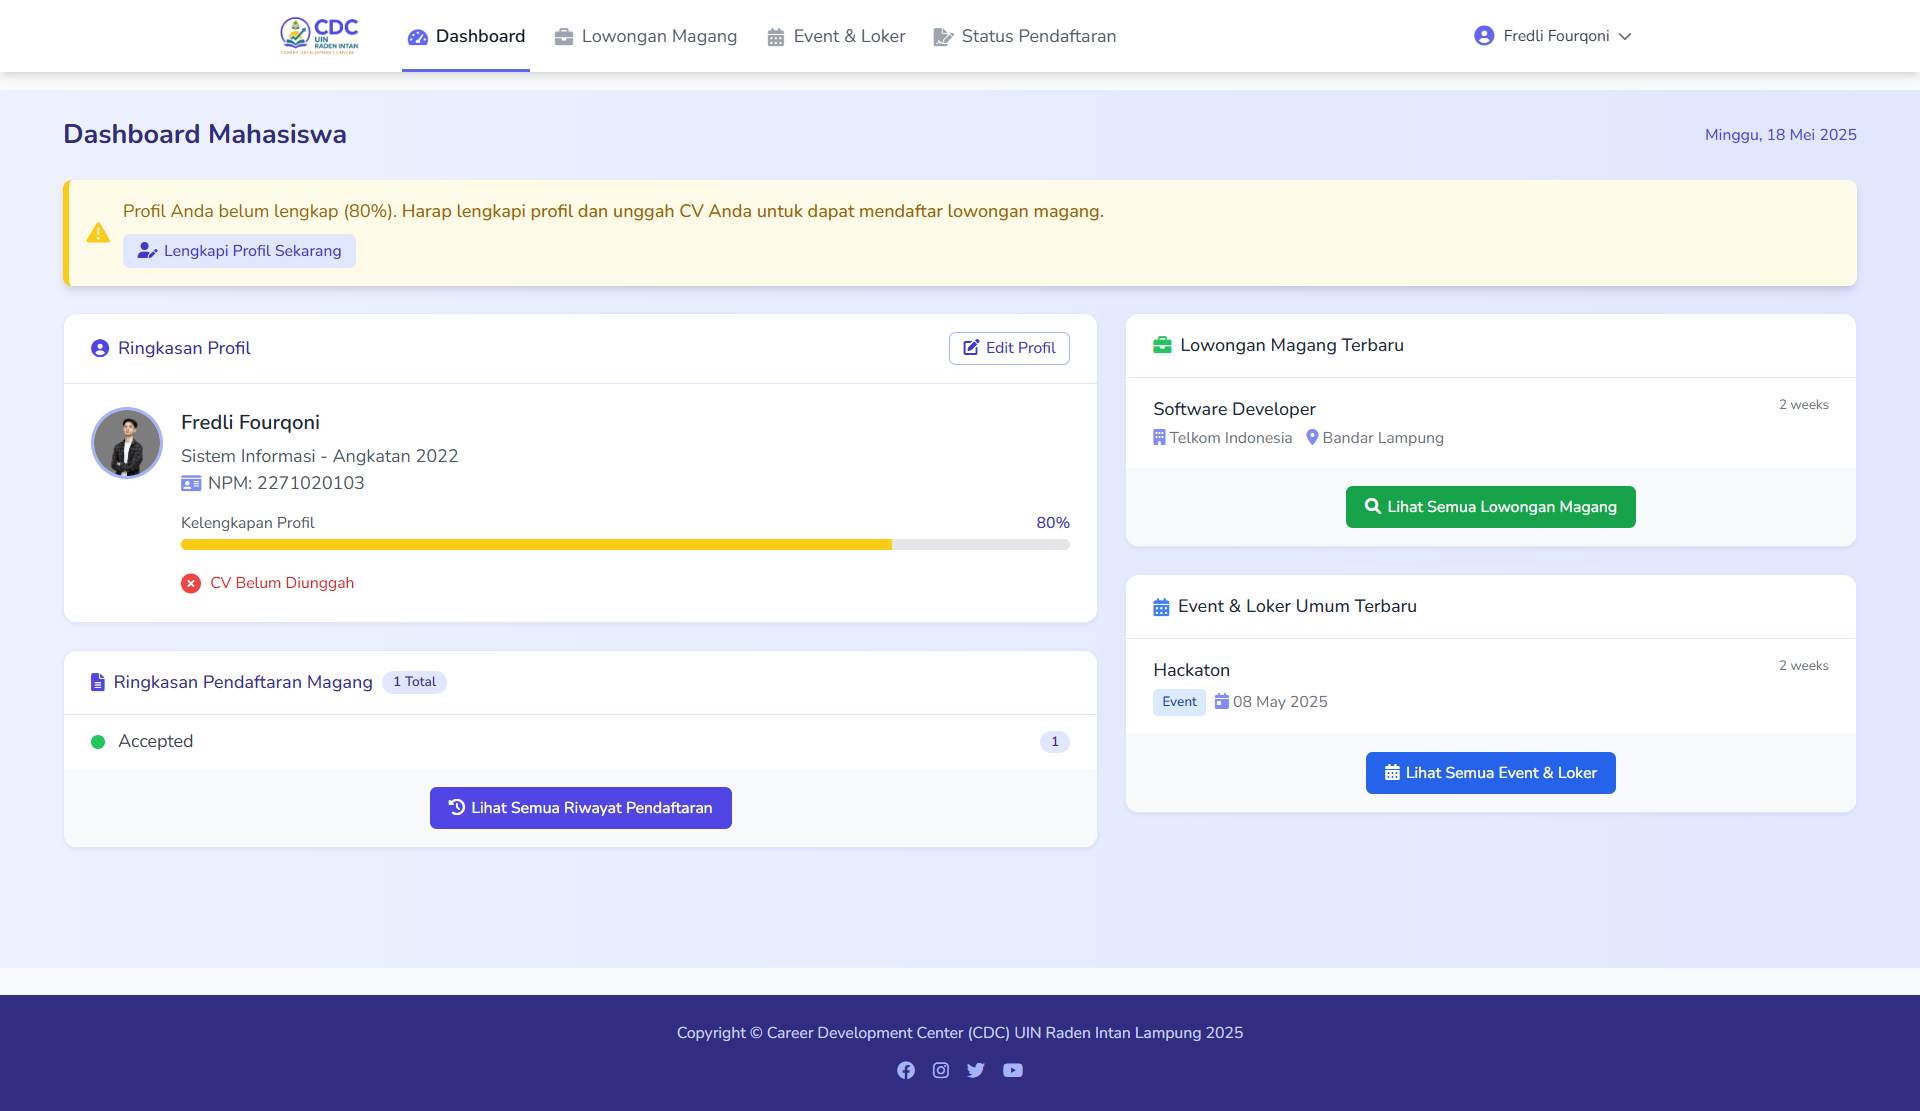 CDC
UIN
RADEN INTAN
CAREER DEVELOPMENT CENTER
Dashboard
Lowongan Magang
Event & Loker
Status Pendaftaran
Fredli Fourqoni
Dashboard Mahasiswa
Minggu, 18 Mei 2025
Profil Anda belum lengkap (80%). Harap lengkapi profil dan unggah CV Anda untuk dapat mendaftar lowongan magang.
Lengkapi Profil Sekarang
Ringkasan Profil
Edit Profil
Fredli Fourqoni
Sistem Informasi - Angkatan 2022
NPM: 2271020103
Kelengkapan Profil
80%
CV Belum Diunggah
Ringkasan Pendaftaran Magang
1 Total
Accepted
1
Lihat Semua Riwayat Pendaftaran
Lowongan Magang Terbaru
Software Developer
2 weeks
Telkom Indonesia
Bandar Lampung
Lihat Semua Lowongan Magang
Event & Loker Umum Terbaru
Hackaton
2 weeks
Event
08 May 2025
Lihat Semua Event & Loker
Copyright © Career Development Center (CDC) UIN Raden Intan Lampung 2025